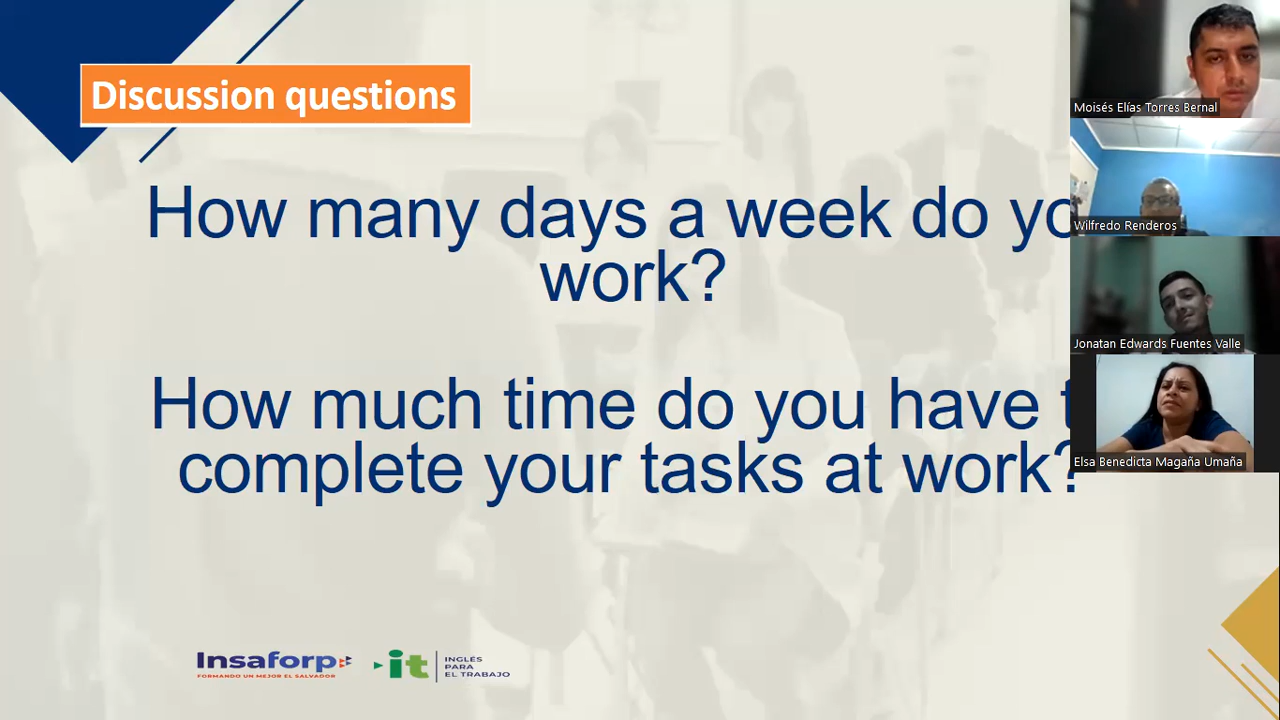 Discussion questions
How many days a week do yo
work?
How much time do you have t
complete your tasks at work?
Insaforp
FORMANDO UN MEJOR EL SALVADOR
it
INGLÉS
PARA
EL TRABAJO
Moisés Elías Torres Bernal
Wilfredo Renderos
Jonatan Edwards Fuentes Valle
Elsa Benedicta Magaña Umaña